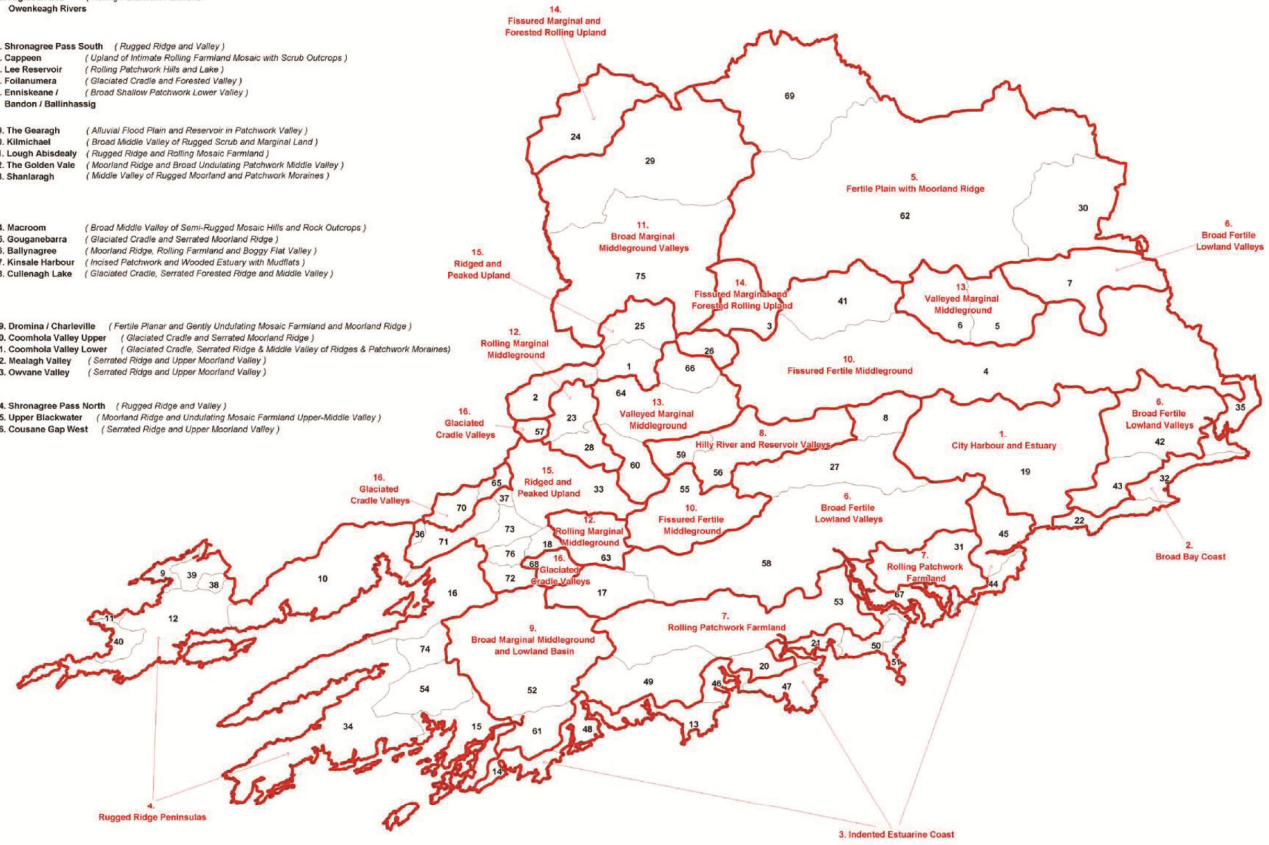 Owenkeagh Rivers
. Shronagree Pass South ( Rugged Ridge and Valley )
. Cappeen ( Upland of Intimate Rolling Farmland Mosaic with Scrub Outcrops )
. Lee Reservoir ( Rolling Patchwork Hills and Lake )
. Foilanumera ( Glaciated Cradle and Forested Valley )
. Enniskeane / ( Broad Shallow Patchwork Lower Valley )
Bandon / Ballinhassig
. The Gearagh ( Alluvial Flood Plain and Reservoir in Patchwork Valley )
. Kilmichael ( Broad Middle Valley of Rugged Scrub and Marginal Land )
. Lough Abisdealy ( Rugged Ridge and Rolling Mosaic Farmland )
. The Golden Vale ( Moorland Ridge and Broad Undulating Patchwork Middle Valley )
. Shanlaragh ( Middle Valley of Rugged Moorland and Patchwork Moraines )
. Macroom ( Broad Middle Valley of Semi-Rugged Mosaic Hills and Rock Outcrops )
. Gouganebarra ( Glaciated Cradle and Serrated Moorland Ridge )
. Ballynagree ( Moorland Ridge, Rolling Farmland and Boggy Flat Valley )
. Kinsale Harbour ( Incised Patchwork and Wooded Estuary with Mudflats )
. Cullenagh Lake ( Glaciated Cradle, Serrated Forested Ridge and Middle Valley )
9. Dromina / Charleville ( Fertile Planar and Gently Undulating Mosaic Farmland and Moorland Ridge )
0. Coomhola Valley Upper ( Glaciated Cradle and Serrated Moorland Ridge )
1. Coomhola Valley Lower ( Glaciated Cradle, Serrated Ridge & Middle Valley of Ridges & Patchwork Moraines)
2. Mealagh Valley ( Serrated Ridge and Upper Moorland Valley )
3. Owvane Valley ( Serrated Ridge and Upper Moorland Valley )
4. Shronagree Pass North ( Rugged Ridge and Valley )
5. Upper Blackwater ( Moorland Ridge and Undulating Mosaic Farmland Upper-Middle Valley )
6. Cousane Gap West ( Serrated Ridge and Upper Moorland Valley )
14.
Fissured Marginal and
Forested Rolling Upland
69
24
29
5.
Fertile Plain with Moorland Ridge
62
30
6.
Broad Fertile
Lowland Valleys
11.
Broad Marginal
Middleground Valleys
75
15.
Ridged and
Peaked Upland
7
14.
Fissured Marginal and
Forested Rolling Upland
3
41
13.
Valleyed Marginal
Middleground
6
5
25
12.
Rolling Marginal
Middleground
26
66
1
10.
Fissured Fertile Middleground
4
2
64
23
13.
Valleyed Marginal
Middleground
16.
Glaciated
Cradle Valleys
57
28
8.
Hilly River and Reservoir Valleys
8
1.
City Harbour and Estuary
19
6.
Broad Fertile
Lowland Valleys
42
35
59
60
56
55
27
43
32
22
15.
Ridged and
Peaked Upland
33
16.
Glaciated
Cradle Valleys
65
70
37
6.
Broad Fertile
Lowland Valleys
10.
Fissured Fertile
Middleground
12.
Rolling Marginal
Middleground
2.
Broad Bay Coast
36
71
73
76
18
68
63
72
16.
Glaciated
Cradle Valleys
58
31
45
7.
Rolling Patchwork
Farmland
67
44
9
39
38
10
16
17
53
11
12
40
7.
Rolling Patchwork Farmland
9.
Broad Marginal Middleground
and Lowland Basin
74
54
52
49
46
20
21
47
50
51
34
15
61
48
13
14
4.
Rugged Ridge Peninsulas
3. Indented Estuarine Coast